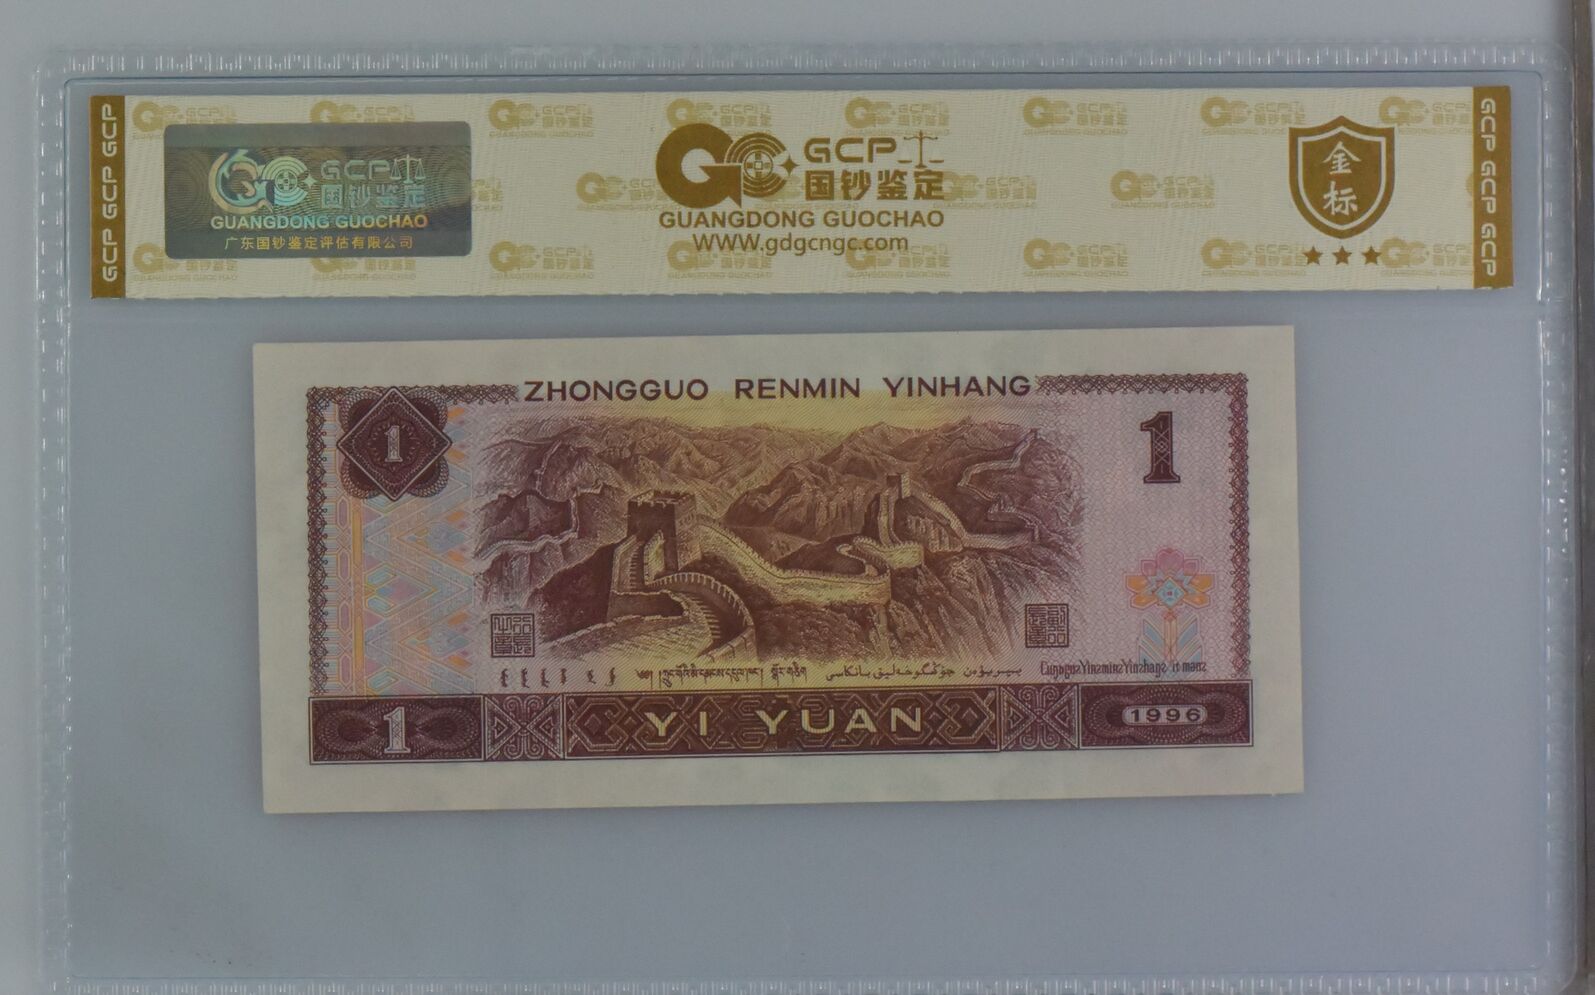 GCP GCP GCP
GCP
国钞鉴定
GUANGDONG GUOCHAO
广东国钞鉴定评估有限公司
GCP
国钞鉴定
GUANGDONG GUOCHAO
WWW.gdgcngc.com
金标
GCP GCP GCP
ZHONGGUO RENMIN YINHANG
1
1
YI YUAN
1
1996